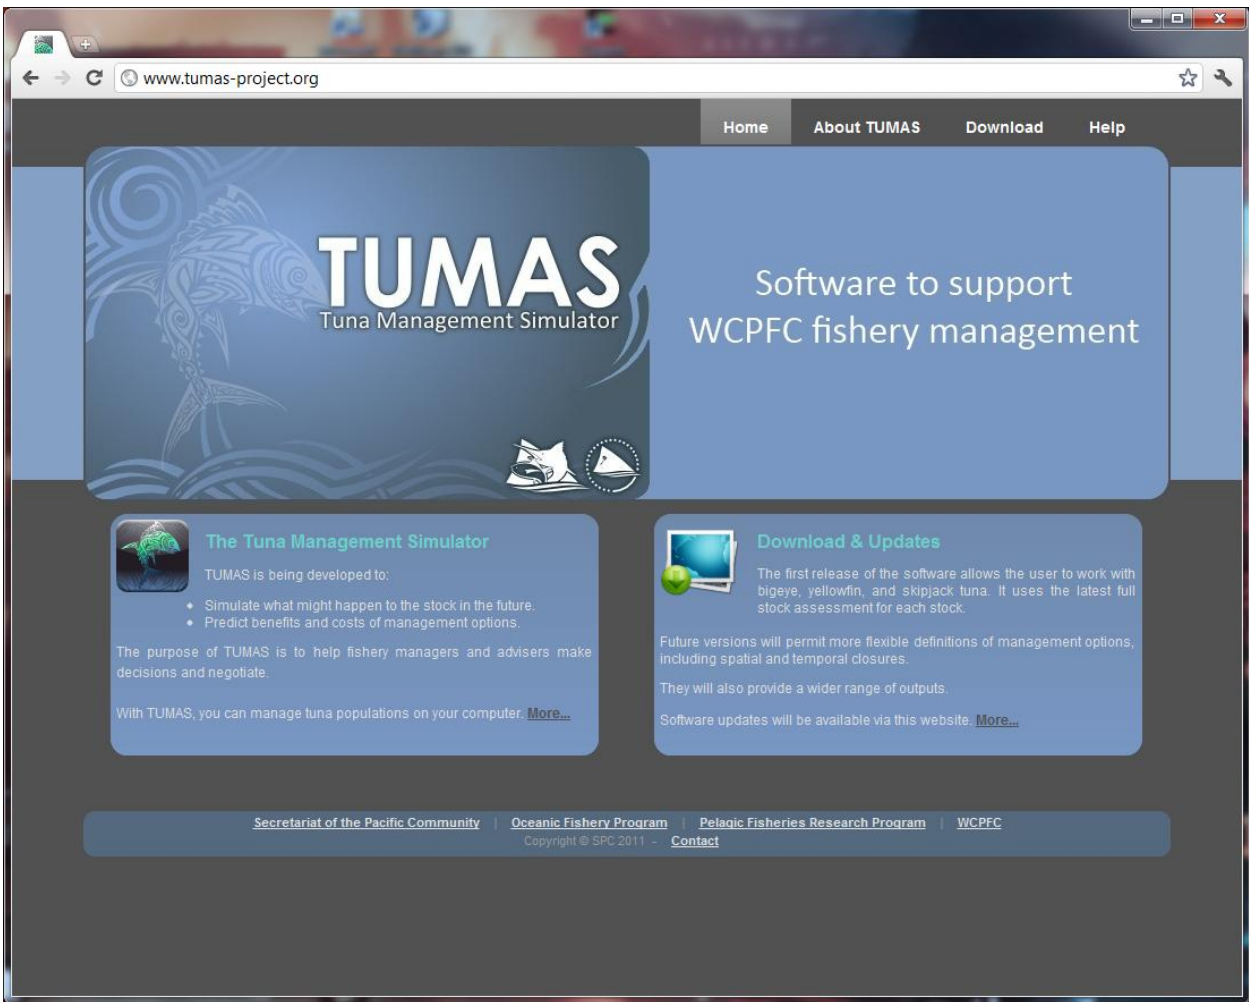 www.tumas-project.org
Home About TUMAS Download Help
TUMAS
Tuna Management Simulator
Software to support
WCPFC fishery management
The Tuna Management Simulator
TUMAS is being developed to:
• Simulate what might happen to the stock in the future.
• Predict benefits and costs of management options.
The purpose of TUMAS is to help fishery managers and advisers make
decisions and negotiate.
With TUMAS, you can manage tuna populations on your computer. More...
Download & Updates
The first release of the software allows the user to work with
bigeye, yellowfin, and skipjack tuna. It uses the latest full
stock assessment for each stock.
Future versions will permit more flexible definitions of management options,
including spatial and temporal closures.
They will also provide a wider range of outputs.
Software updates will be available via this website. More...
Secretariat of the Pacific Community | Oceanic Fishery Program | Pelagic Fisheries Research Program | WCPFC
Copyright © SPC 2011 - Contact